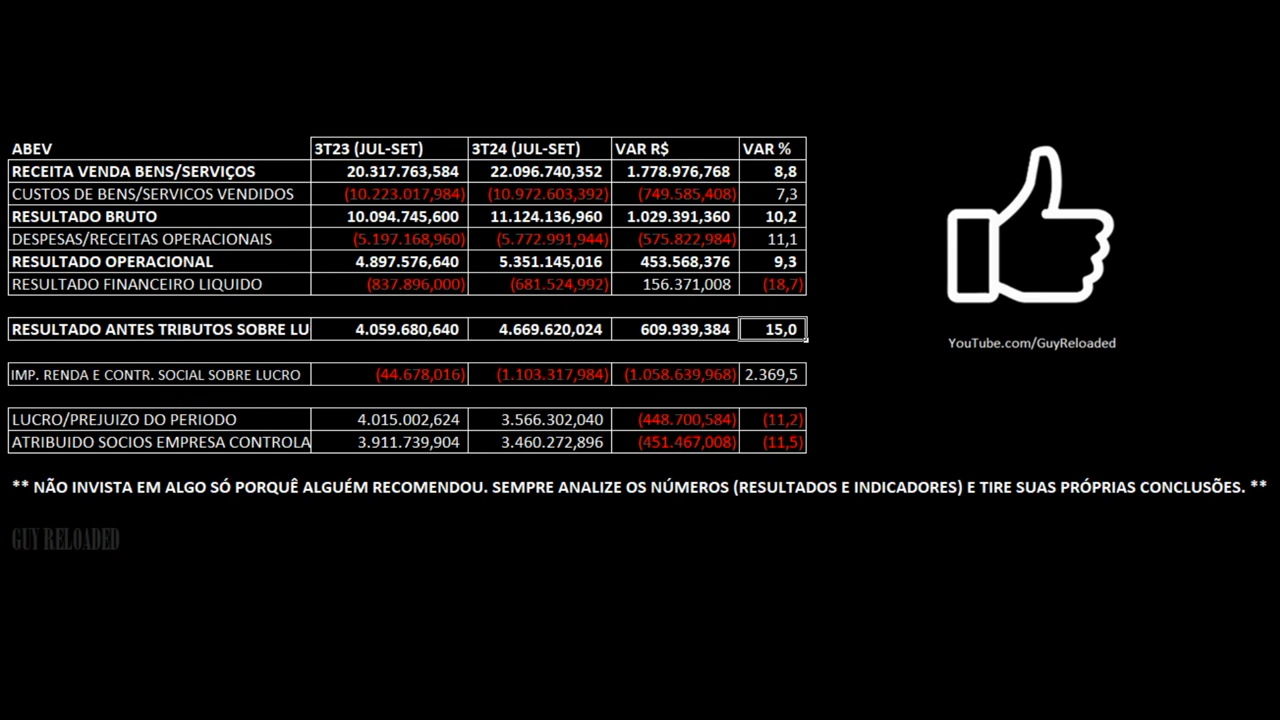 ABEV 3T23 (JUL-SET) 3T24 (JUL-SET) VAR R$ VAR %
RECEITA VENDA BENS/SERVIÇOS 20.317.763,584 22.096.740,352 1.778.976,768 8,8
CUSTOS DE BENS/SERVICOS VENDIDOS (10.223.017,984) (10.972.603,392) (749.585,408) 7,3
RESULTADO BRUTO 10.094.745,600 11.124.136,960 1.029.391,360 10,2
DESPESAS/RECEITAS OPERACIONAIS (5.197.168,960) (5.772.991,944) (575.822,984) 11,1
RESULTADO OPERACIONAL 4.897.576,640 5.351.145,016 453.568,376 9,3
RESULTADO FINANCEIRO LIQUIDO (837.896,000) (681.524,992) 156.371,008 (18,7)
RESULTADO ANTES TRIBUTOS SOBRE LU 4.059.680,640 4.669.620,024 609.939,384 15,0
YouTube.com/GuyReloaded
IMP. RENDA E CONTR. SOCIAL SOBRE LUCRO (44.678,016) (1.103.317,984) (1.058.639,968) 2.369,5
LUCRO/PREJUIZO DO PERIODO 4.015.002,624 3.566.302,040 (448.700,584) (11,2)
ATRIBUIDO SOCIOS EMPRESA CONTROLA 3.911.739,904 3.460.272,896 (451.467,008) (11,5)
** NÃO INVISTA EM ALGO SÓ PORQUÊ ALGUÉM RECOMENDOU. SEMPRE ANALIZE OS NÚMEROS (RESULTADOS E INDICADORES) E TIRE SUAS PRÓPRIAS CONCLUSÕES. **
GUY RELOADED